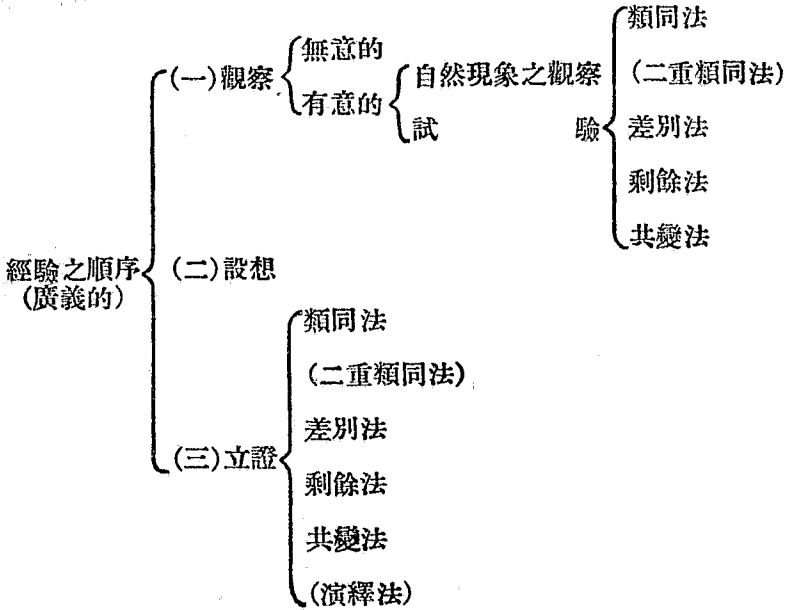 經驗之順序
(廣義的)
(一)觀察
無意的
有意的
自然現象之觀察
試 驗
類同法
(二重類同法)
差別法
剩餘法
共變法
(二)設想
(三)立證
類同法
(二重類同法)
差別法
剩餘法
共變法
(演繹法)